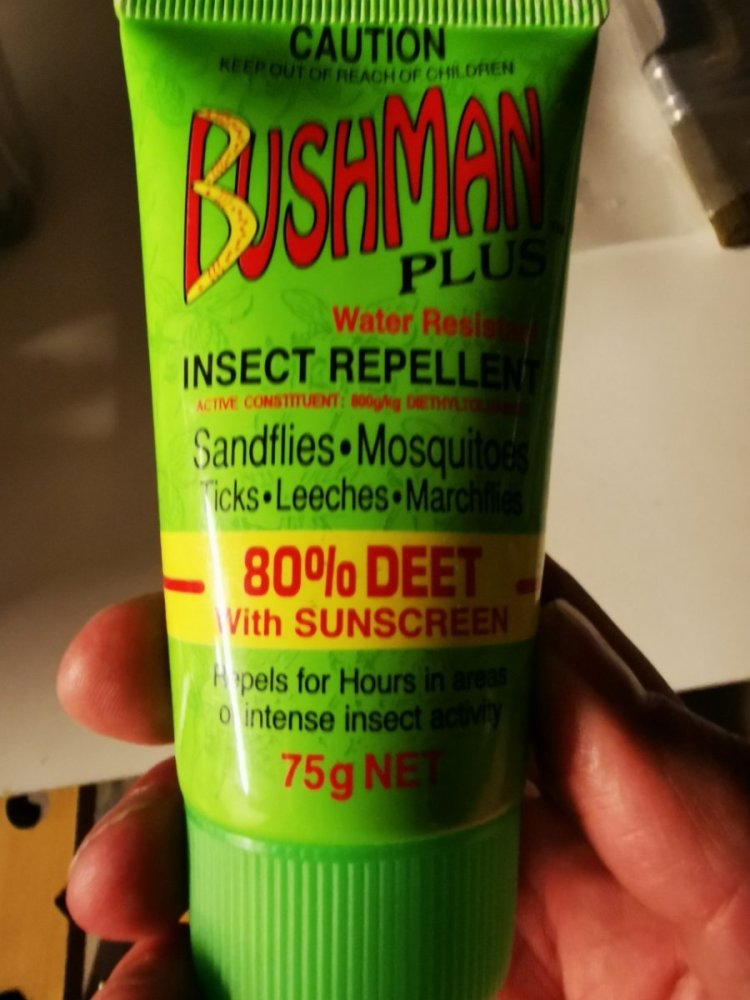 CAUTION
KEEP OUT OF REACH OF CHILDREN
BUSHMAN
PLUS
Water Resistant
INSECT REPELLENT
ACTIVE CONSTITUENT: 800g/kg DIETHYLTOLUAMIDE
Sandflies•Mosquitoes
Ticks•Leeches•Marchflies
80% DEET
With SUNSCREEN
Repels for Hours in areas
of intense insect activity
75g NET